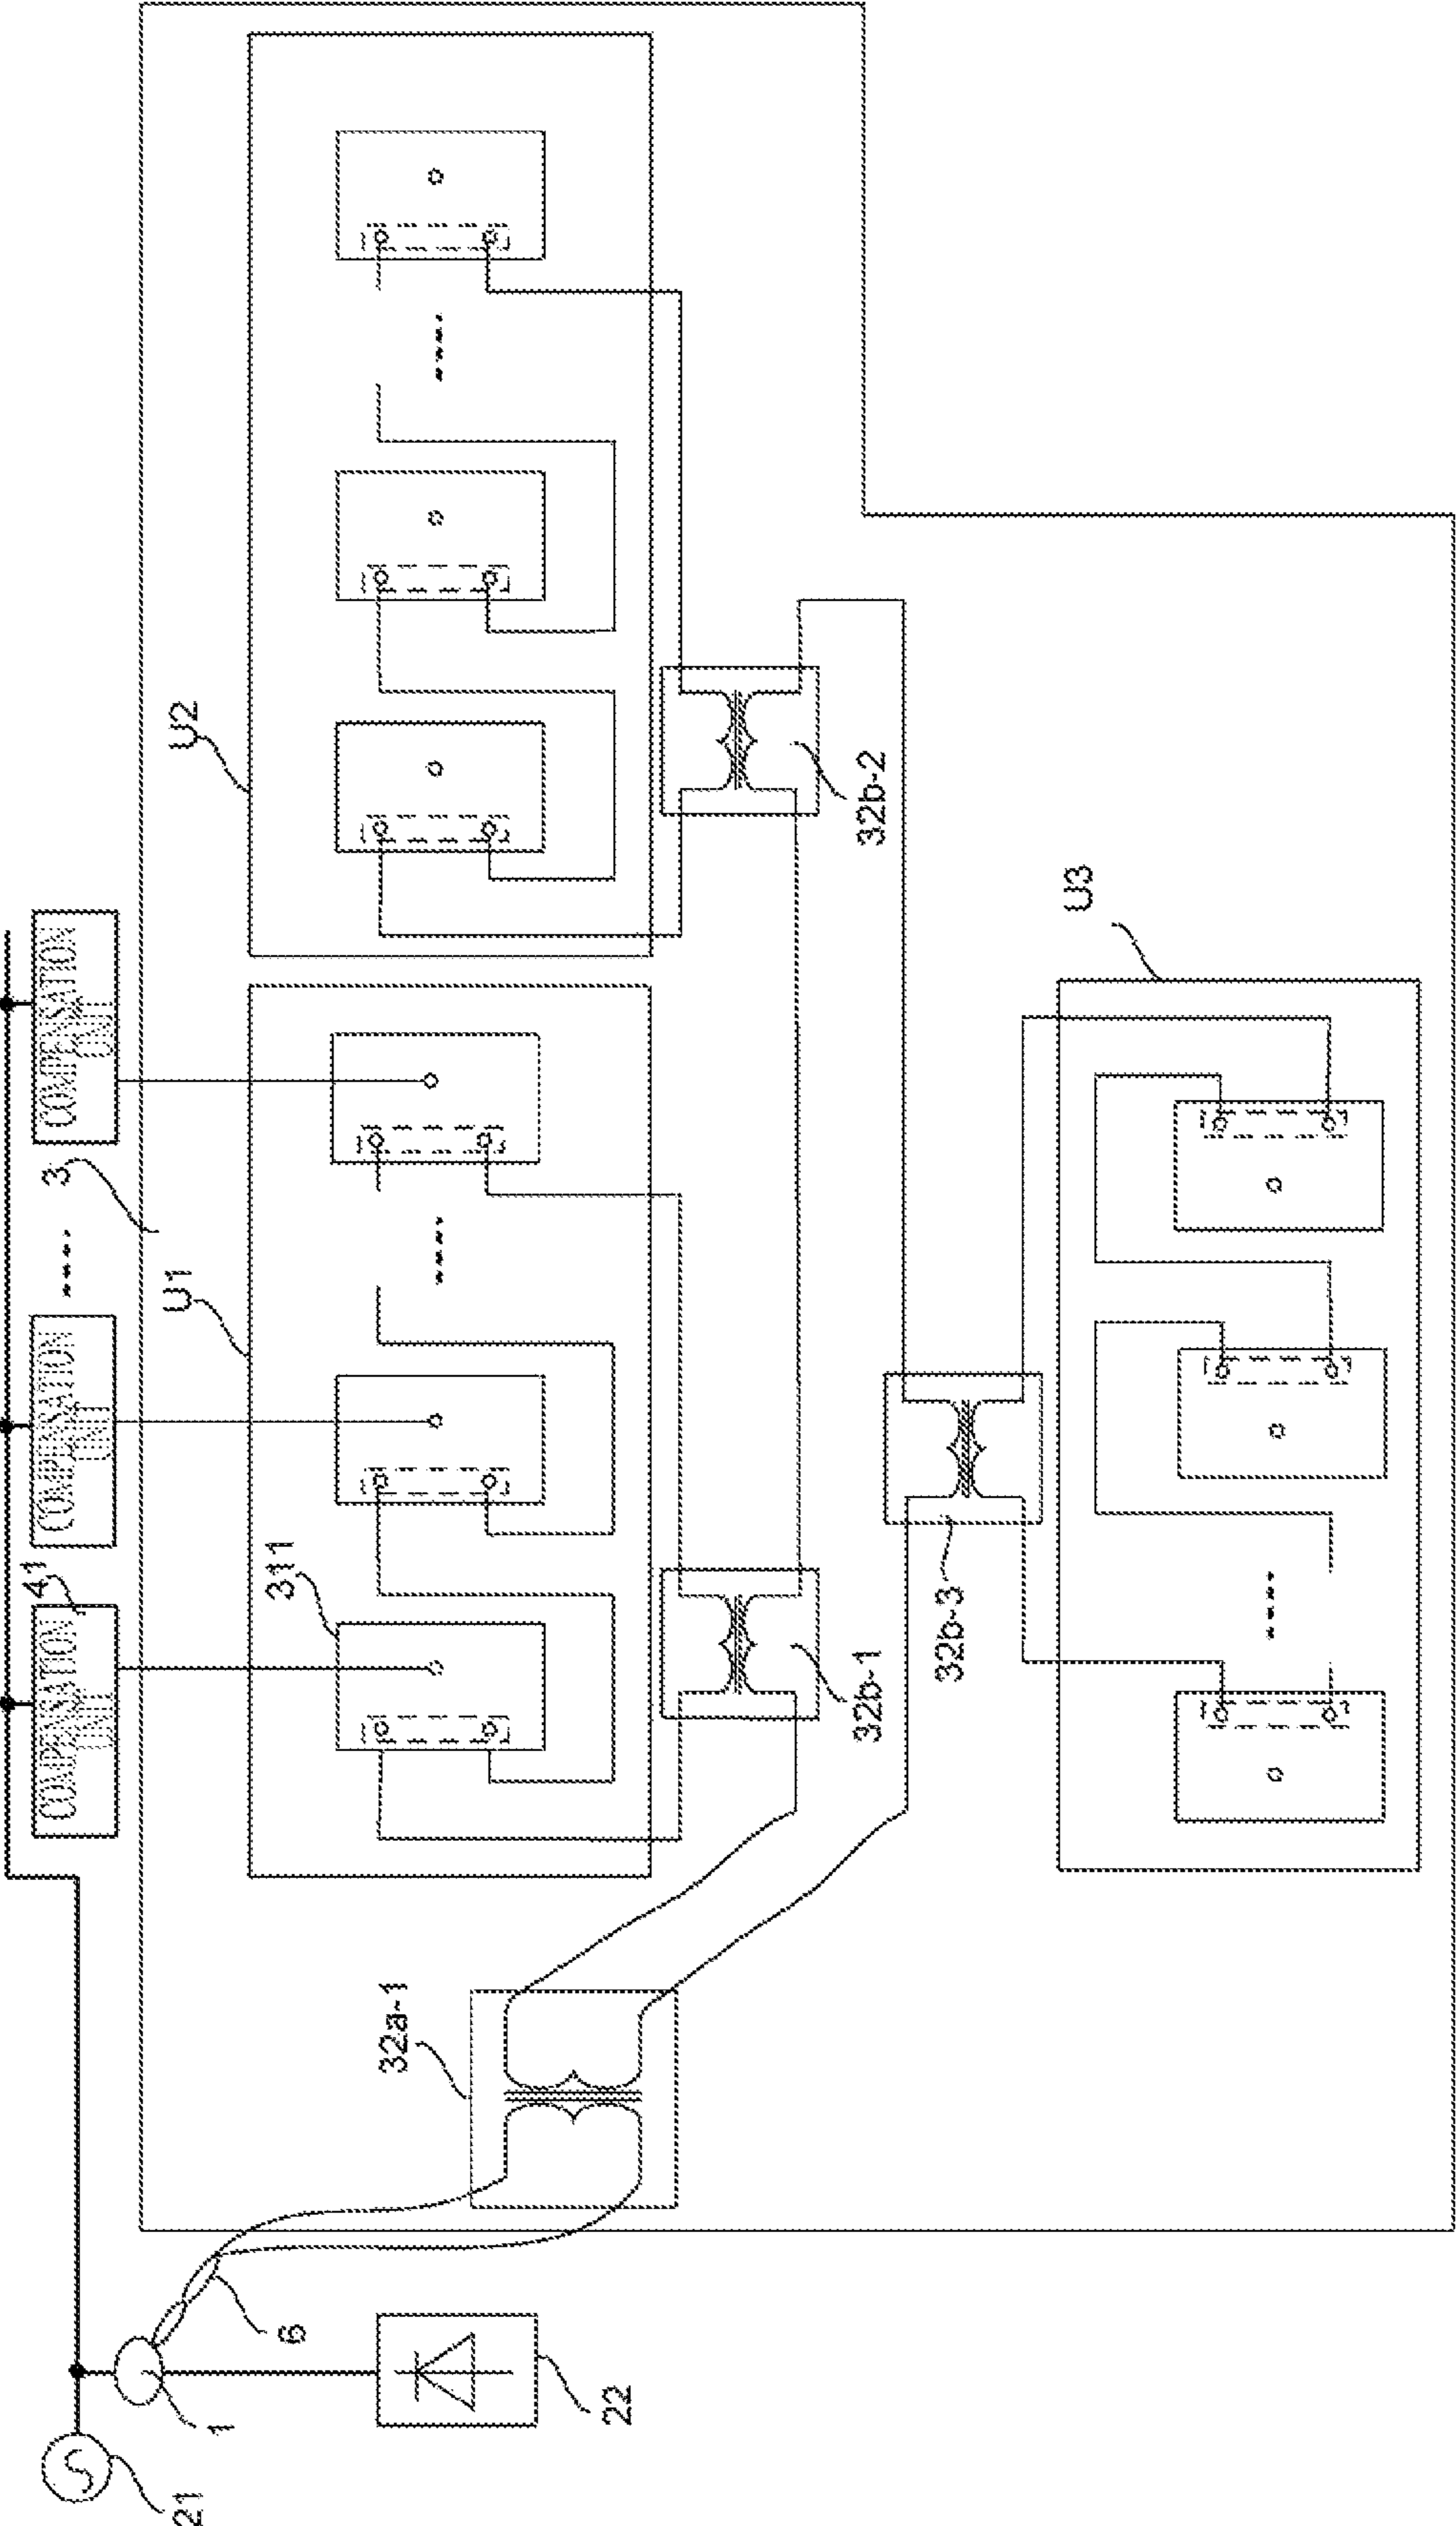 COMPENSATION
UNIT
41
COMPENSATION
UNIT
COMPENSATION
UNIT
3
U1
U2
311
32a-1
32b-1
32b-2
32b-3
U3
21
1
6
22